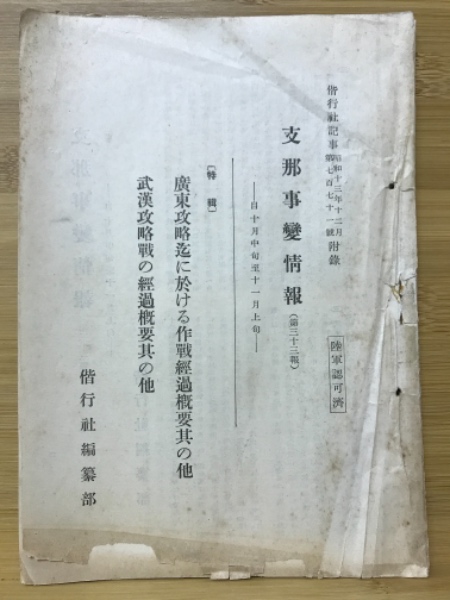 偕行社記事 昭和十三年十二月 第七百七十一號 附錄
陸軍認可濟
支那事變情報（第三十三報）
――自十月中旬至十一月上旬――
（特輯）
廣東攻略迄に於ける作戰經過概要其の他
武漢攻略戰の經過概要其の他
偕行社編纂部